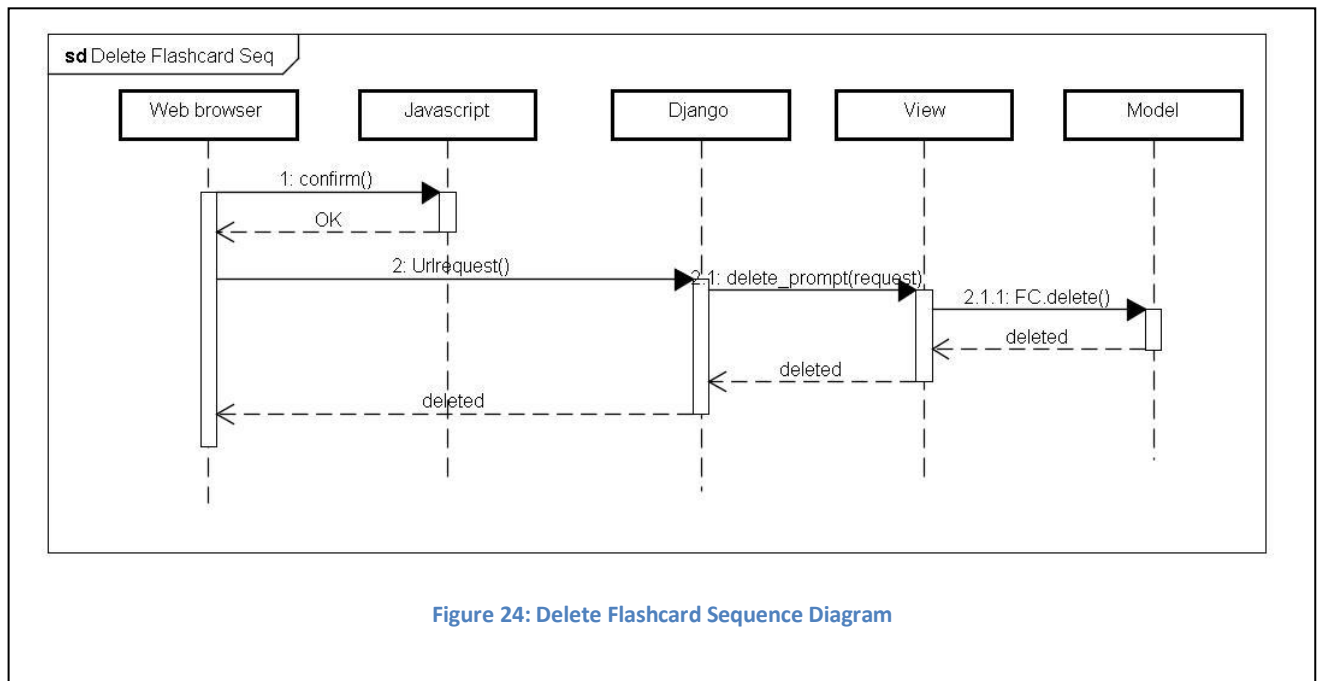 sd Delete Flashcard Seq
Web browser
Javascript
Django
View
Model
1: confirm()
OK
2: Urlrequest()
2.1: delete_prompt(request)
2.1.1: FC.delete()
deleted
deleted
deleted
Figure 24: Delete Flashcard Sequence Diagram